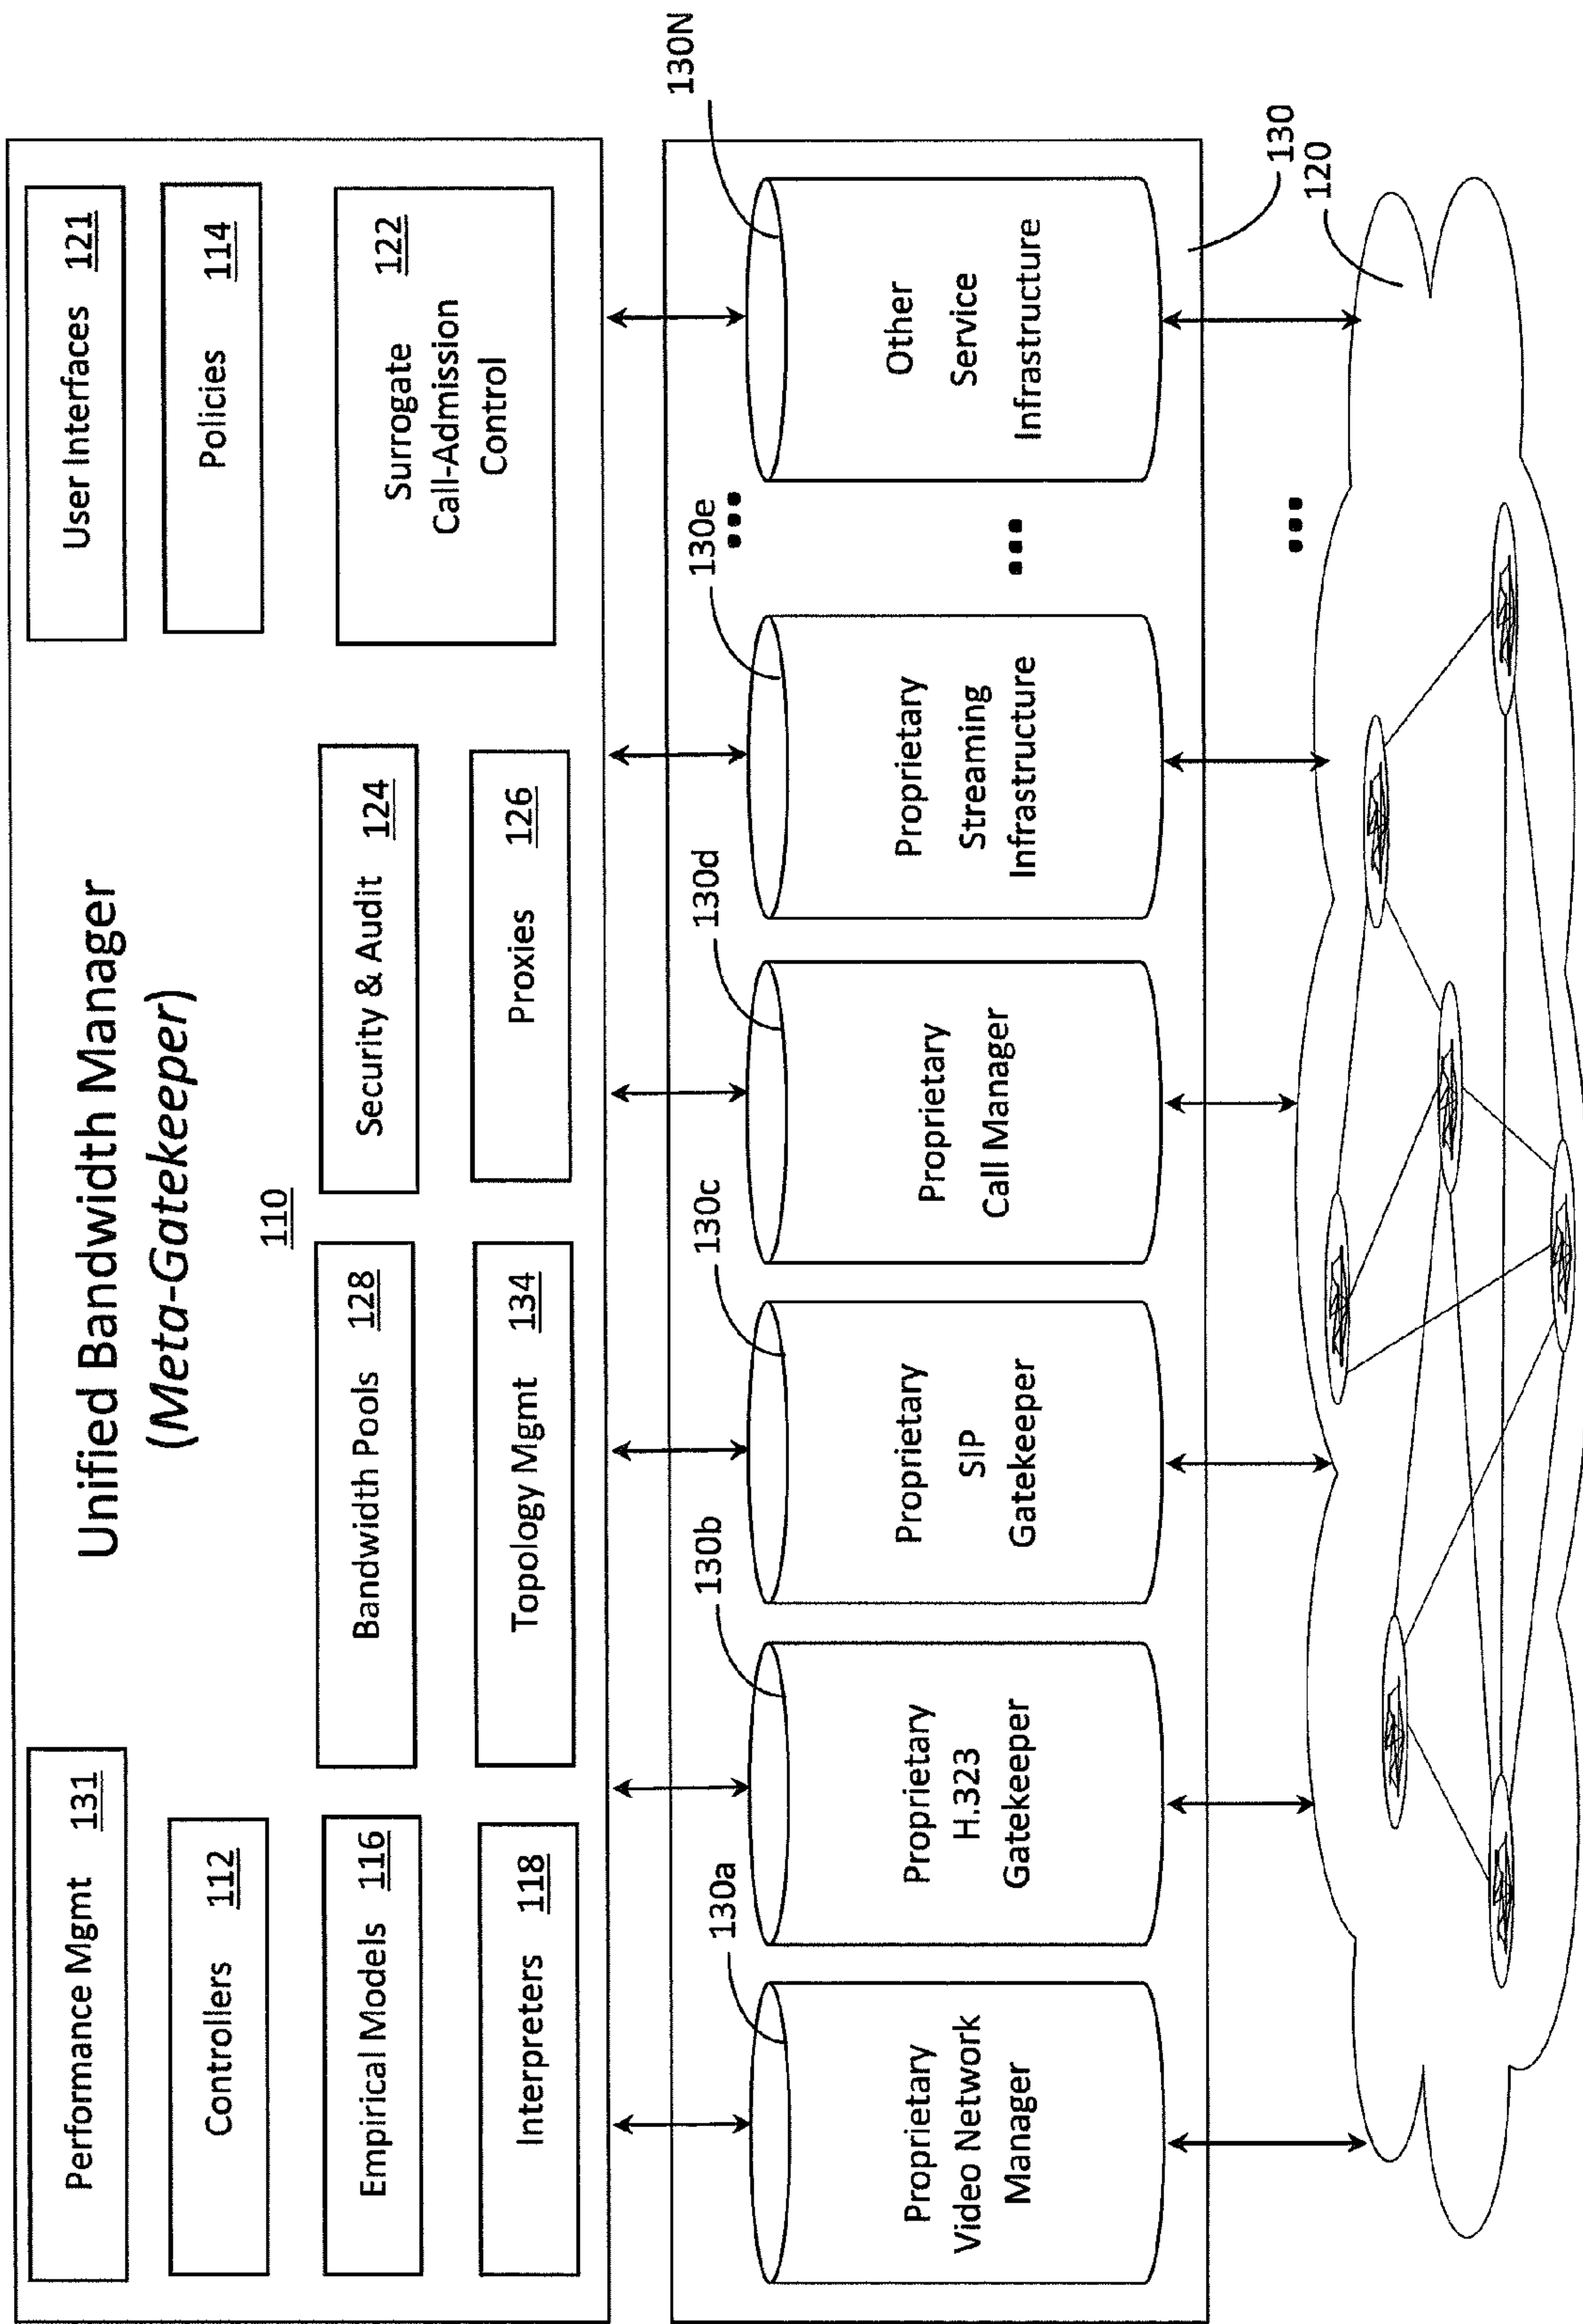 Unified Bandwidth Manager
(Meta-Gatekeeper)
110
Performance Mgmt 131
Controllers 112
Empirical Models 116
Interpreters 118
Bandwidth Pools 128
Topology Mgmt 134
Security & Audit 124
Proxies 126
User Interfaces 121
Policies 114
Surrogate 122
Call-Admission
Control
130a
Proprietary
Video Network
Manager
130b
Proprietary
H.323
Gatekeeper
130c
Proprietary
SIP
Gatekeeper
130d
Proprietary
Call Manager
130e
Proprietary
Streaming
Infrastructure
130N
Other
Service
Infrastructure
130
120